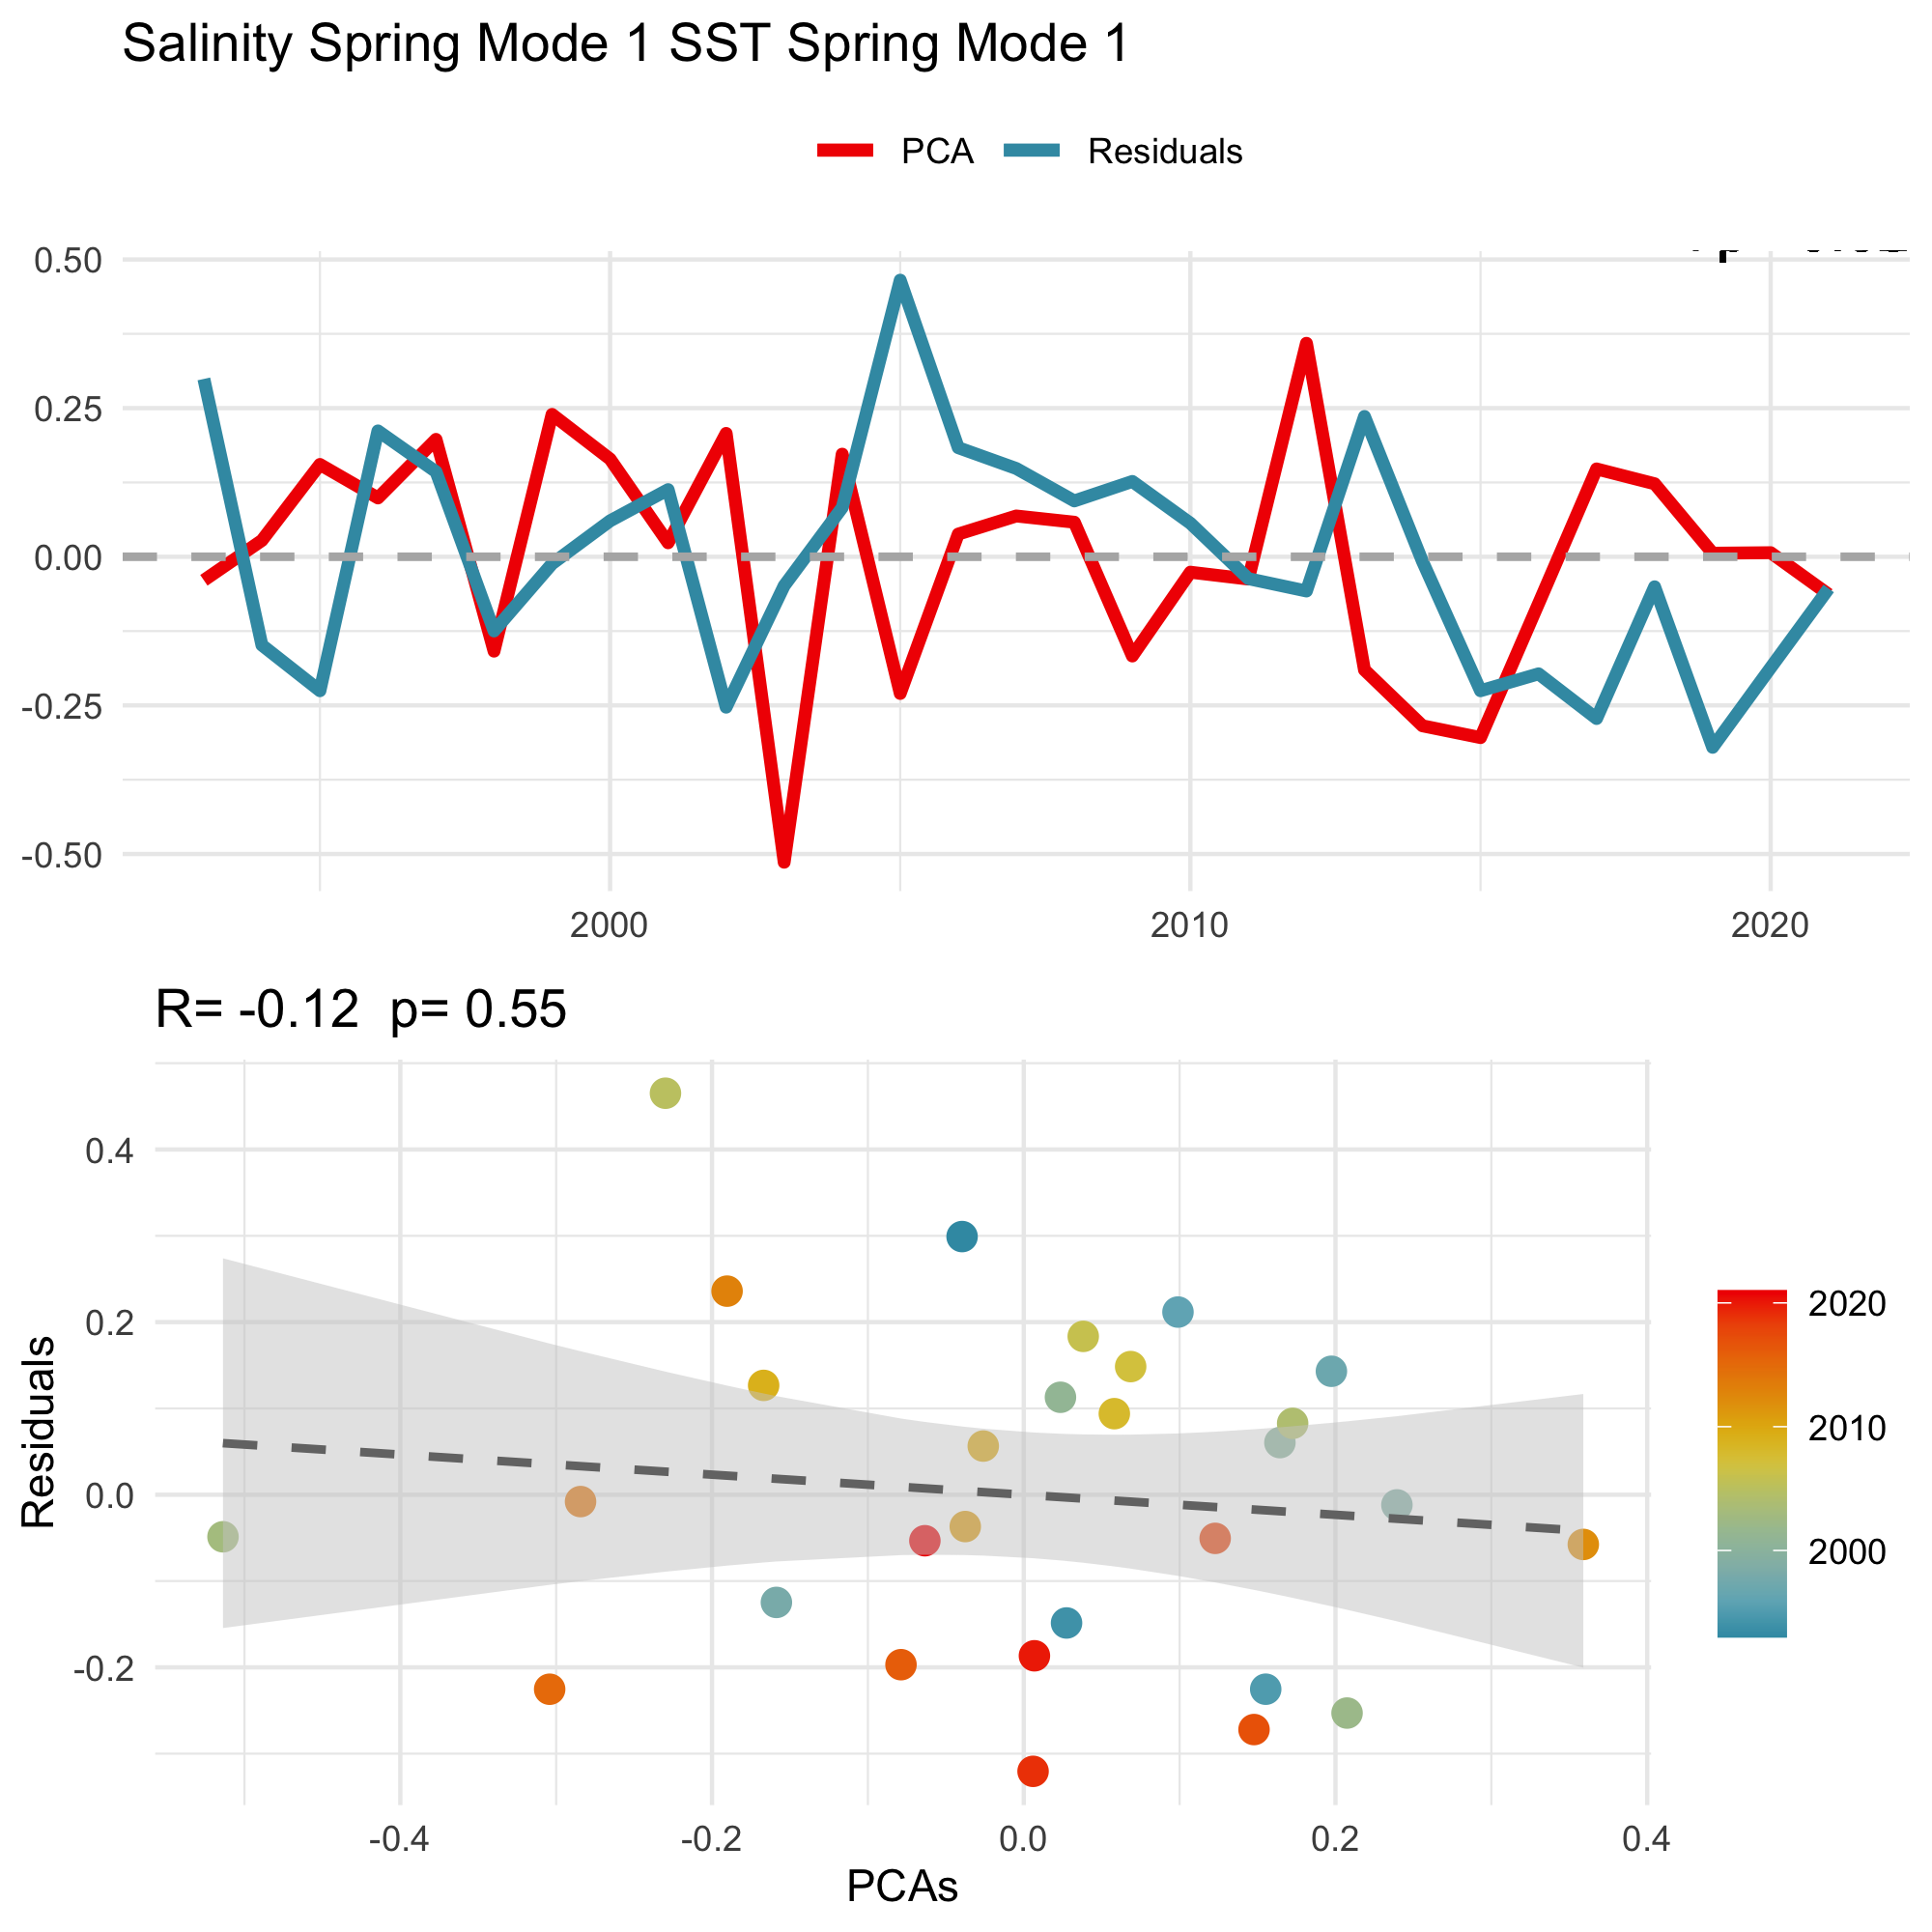 Salinity Spring Mode 1 SST Spring Mode 1
PCA Residuals
0.50
0.25
0.00
-0.25
-0.50
2000 2010 2020
R= -0.12 p= 0.55
Residuals
0.4
0.2
0.0
-0.2
-0.4 -0.2 0.0 0.2 0.4
PCAs
2020
2010
2000